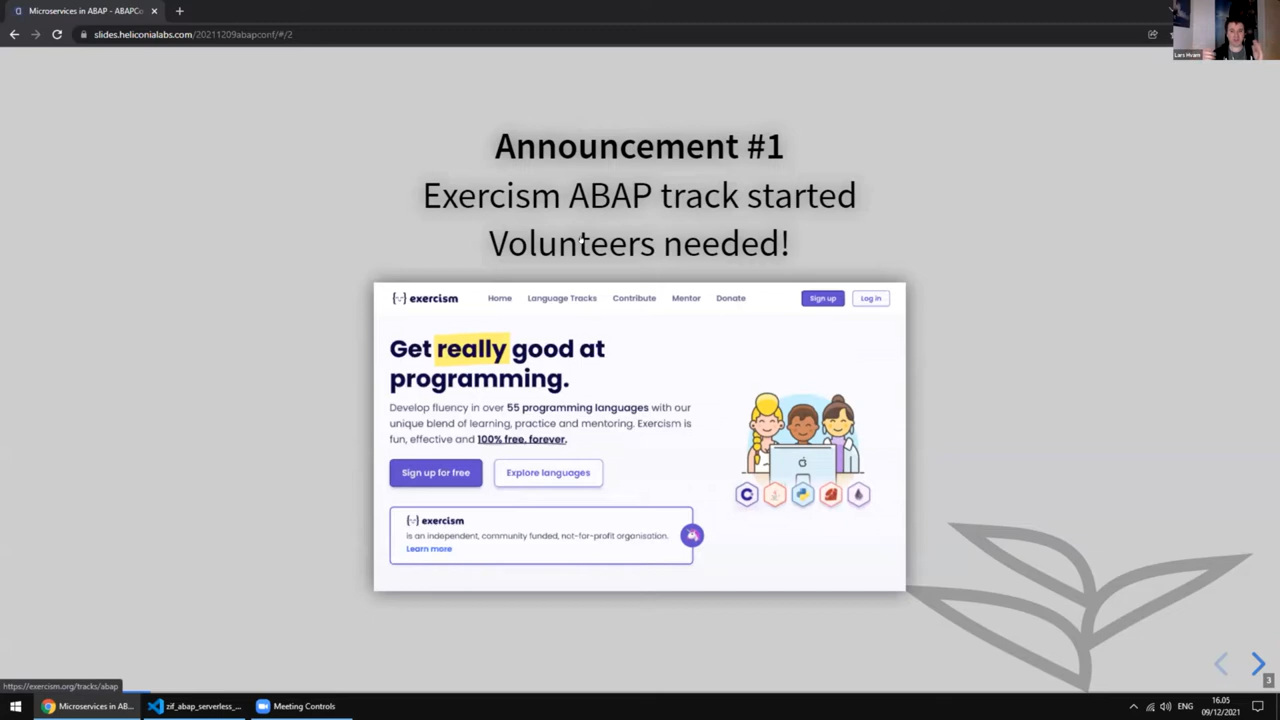 Microservices in ABAP - ABAPCo
slides.heliconialabs.com/20211209abapconf/#/2
Lars Hvam
Announcement #1
Exercism ABAP track started
Volunteers needed!
exercism
Home
Language Tracks
Contribute
Mentor
Donate
Sign up
Log in
Get really good at
programming.
Develop fluency in over 55 programming languages with our
unique blend of learning, practice and mentoring. Exercism is
fun, effective and 100% free, forever.
Sign up for free
Explore languages
exercism
is an independent, community funded, not-for-profit organisation.
Learn more
3
https://exercism.org/tracks/abap
Microservices in AB...
zif_abap_serverless_...
Meeting Controls
ENG
16.05
09/12/2021